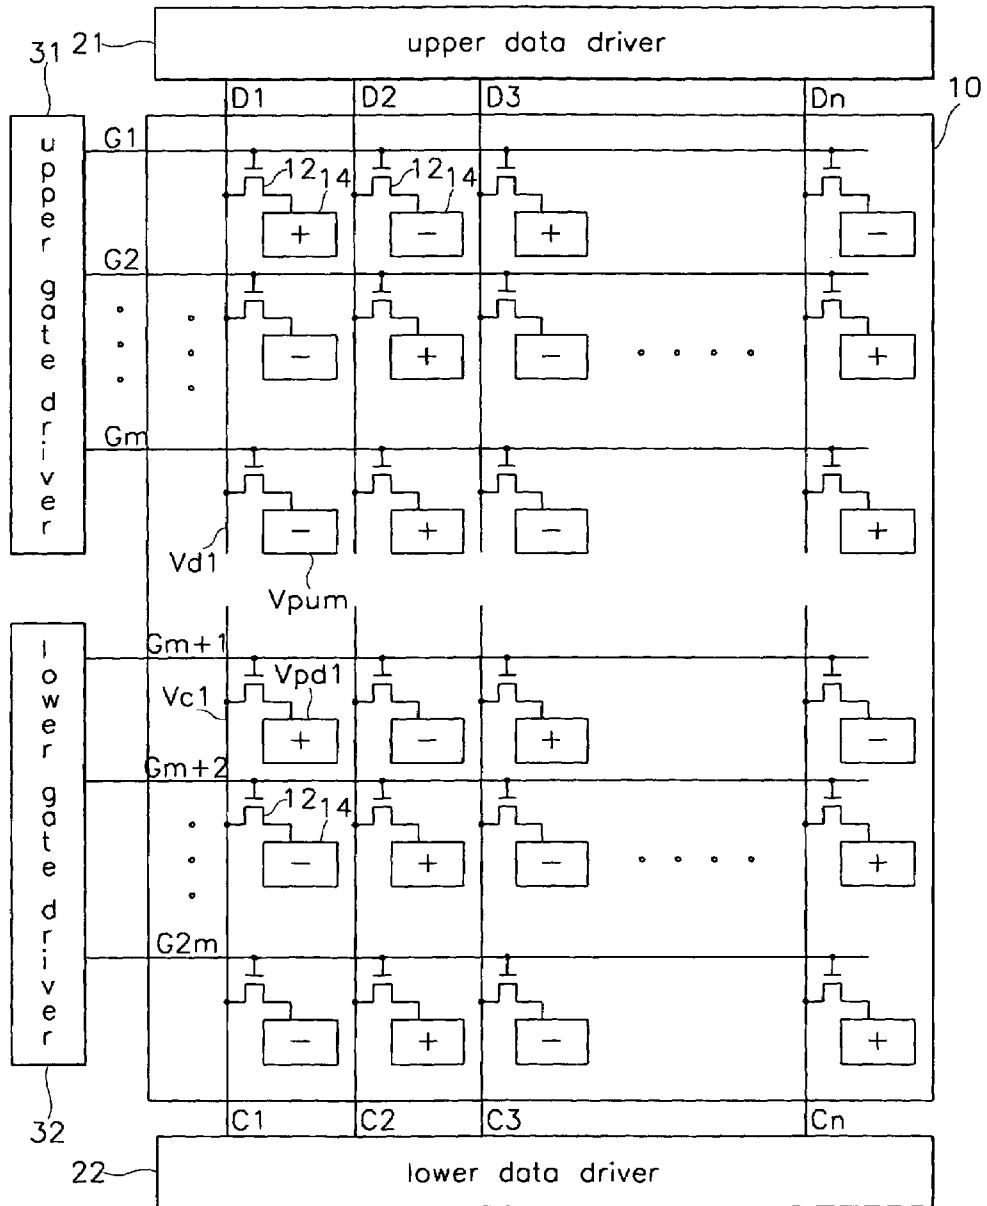 21
upper data driver
31
D1 D2 D3 Dn
10
upper gate driver
G1
12 14 12 14
+ − + −
G2
− + − +
Gm
− + − +
Vd1
Vpum
lower gate driver
Gm+1
Vpd1
Vc1
+ − + −
Gm+2
12 14
− + − +
G2m
− + − +
32
C1 C2 C3 Cn
22
lower data driver